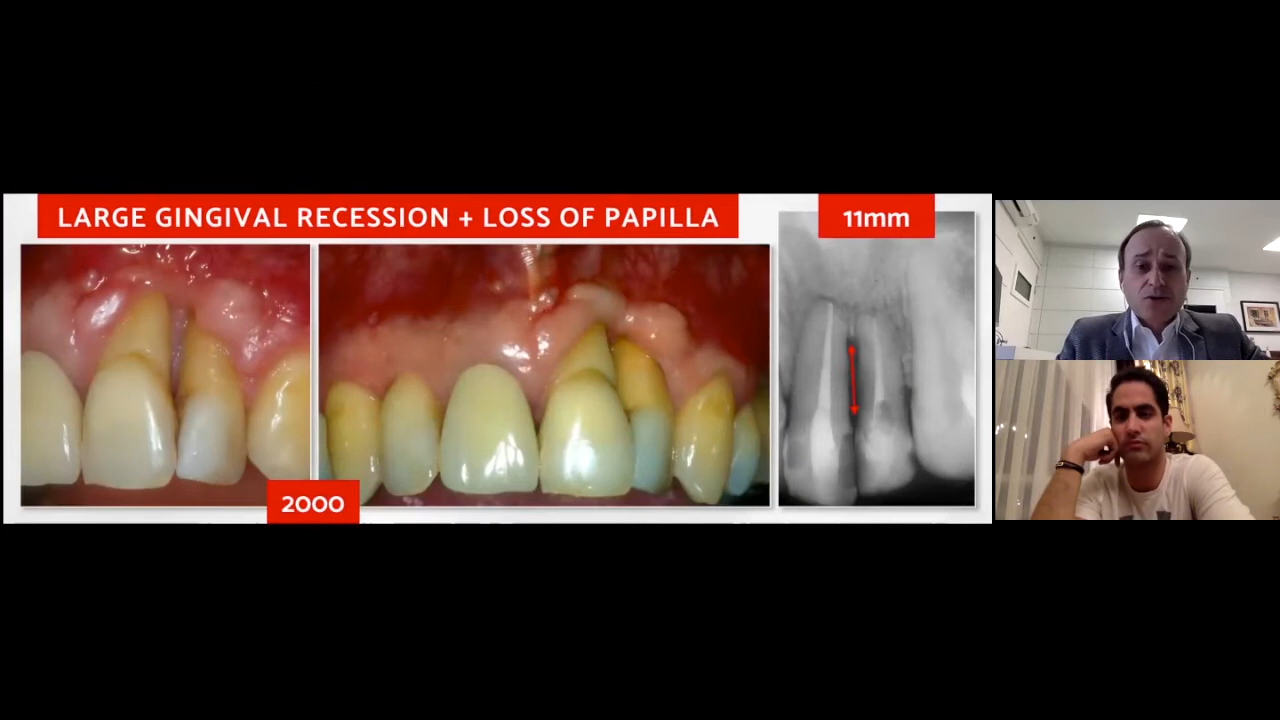 LARGE GINGIVAL RECESSION + LOSS OF PAPILLA
11mm
2000